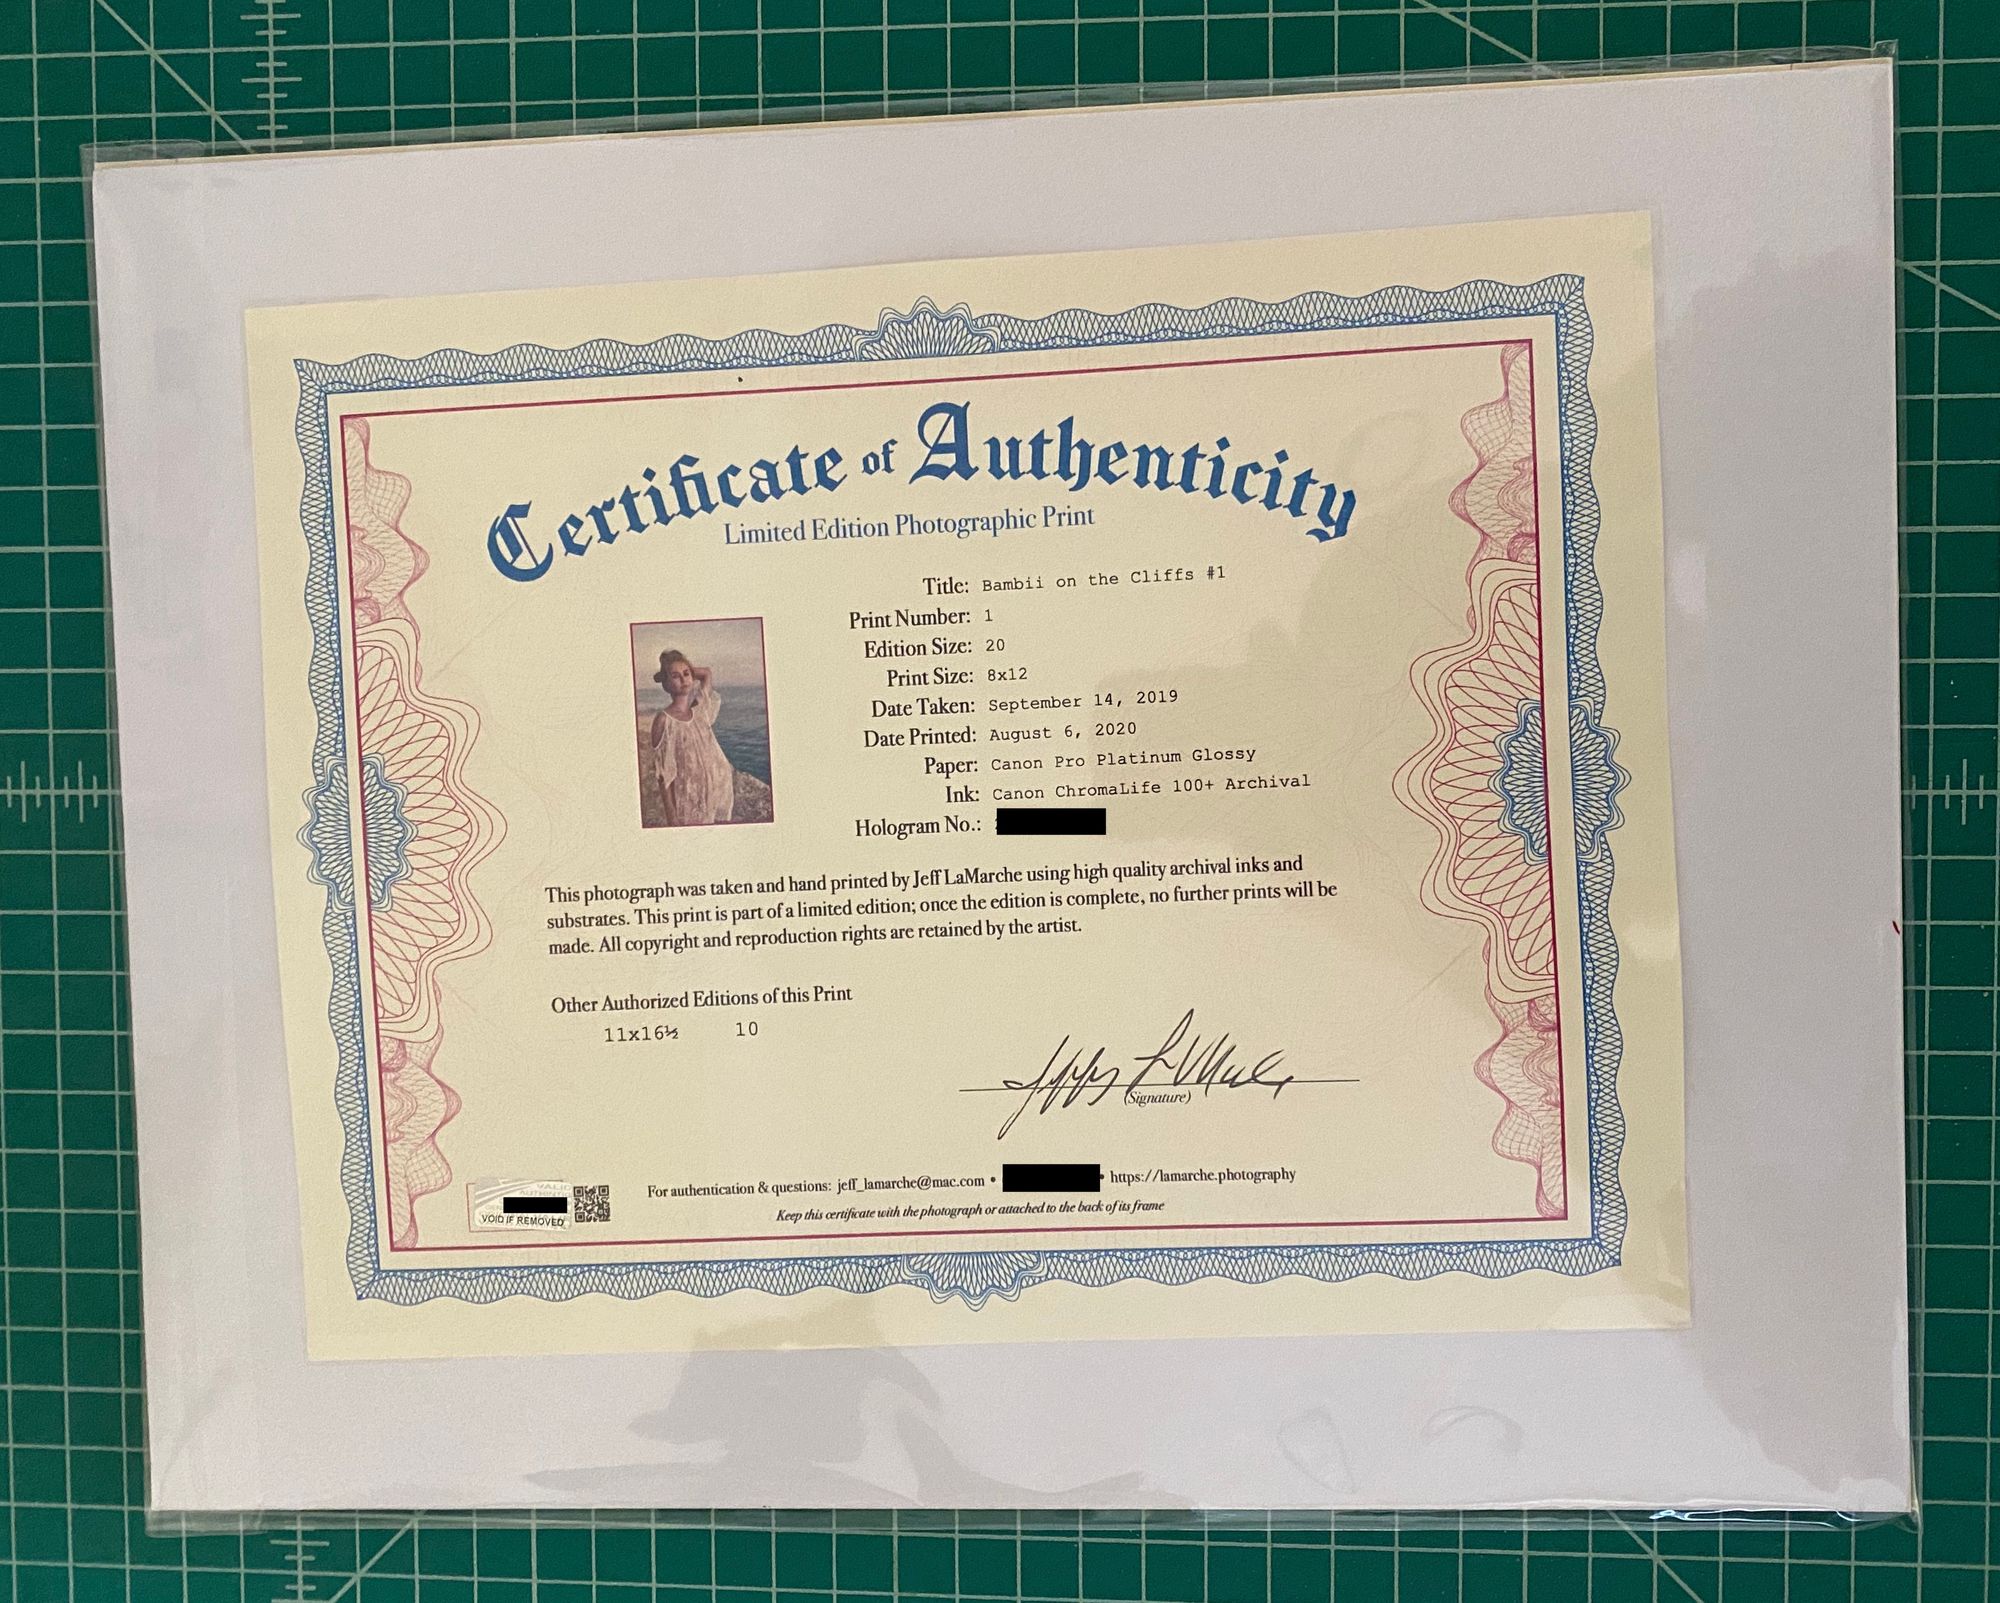 Certificate of Authenticity
Limited Edition Photographic Print
Title: Bambii on the Cliffs #1
Print Number: 1
Edition Size: 20
Print Size: 8x12
Date Taken: September 14, 2019
Date Printed: August 6, 2020
Paper: Canon Pro Platinum Glossy
Ink: Canon ChromaLife 100+ Archival
Hologram No.:
This photograph was taken and hand printed by Jeff LaMarche using high quality archival inks and
substrates. This print is part of a limited edition; once the edition is complete, no further prints will be
made. All copyright and reproduction rights are retained by the artist.
Other Authorized Editions of this Print
11x16½ 10
(Signature)
VALID
VOID IF REMOVED
For authentication & questions: jeff_lamarche@mac.com • • https://lamarche.photography
Keep this certificate with the photograph or attached to the back of its frame